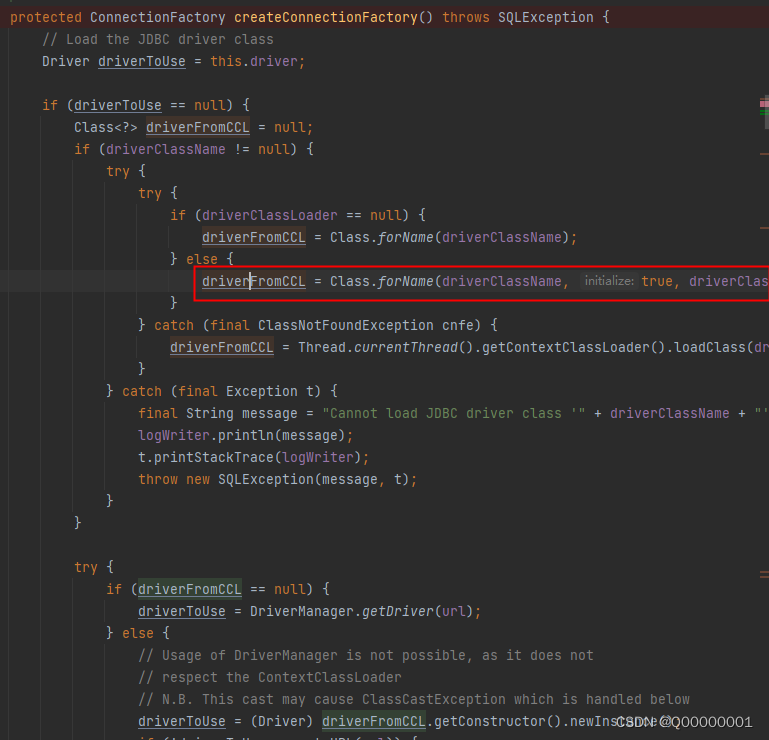 protected ConnectionFactory createConnectionFactory() throws SQLException {
// Load the JDBC driver class
Driver driverToUse = this.driver;
if (driverToUse == null) {
Class<?> driverFromCCL = null;
if (driverClassName != null) {
try {
try {
if (driverClassLoader == null) {
driverFromCCL = Class.forName(driverClassName);
} else {
driverFromCCL = Class.forName(driverClassName, initialize: true, driverClas
}
} catch (final ClassNotFoundException cnfe) {
driverFromCCL = Thread.currentThread().getContextClassLoader().loadClass(dr
}
} catch (final Exception t) {
final String message = "Cannot load JDBC driver class '" + driverClassName + "'
logWriter.println(message);
t.printStackTrace(logWriter);
throw new SQLException(message, t);
}
}
try {
if (driverFromCCL == null) {
driverToUse = DriverManager.getDriver(url);
} else {
// Usage of DriverManager is not possible, as it does not
// respect the ContextClassLoader
// N.B. This cast may cause ClassCastException which is handled below
driverToUse = (Driver) driverFromCCL.getConstructor().newInstance();
CSDN @Q00000001